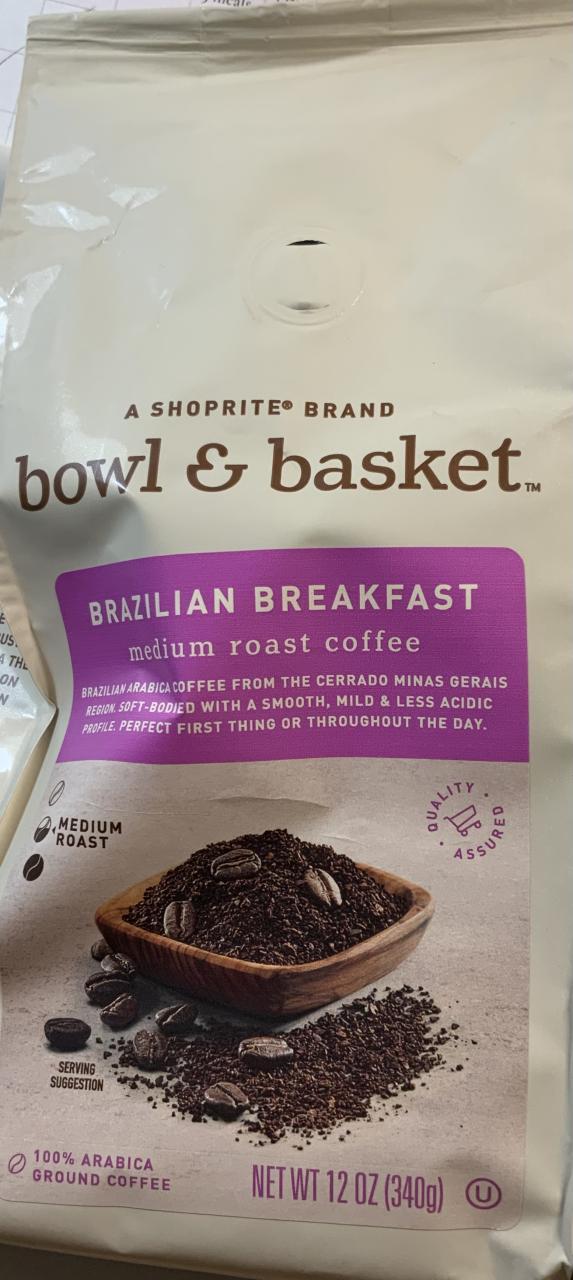 A SHOPRITE® BRAND
bowl & basket™
BRAZILIAN BREAKFAST
medium roast coffee
BRAZILIAN ARABICA COFFEE FROM THE CERRADO MINAS GERAIS
REGION. SOFT-BODIED WITH A SMOOTH, MILD & LESS ACIDIC
PROFILE. PERFECT FIRST THING OR THROUGHOUT THE DAY.
MEDIUM
ROAST
QUALITY · ASSURED ·
SERVING
SUGGESTION
100% ARABICA
GROUND COFFEE
NET WT 12 OZ (340g)
U